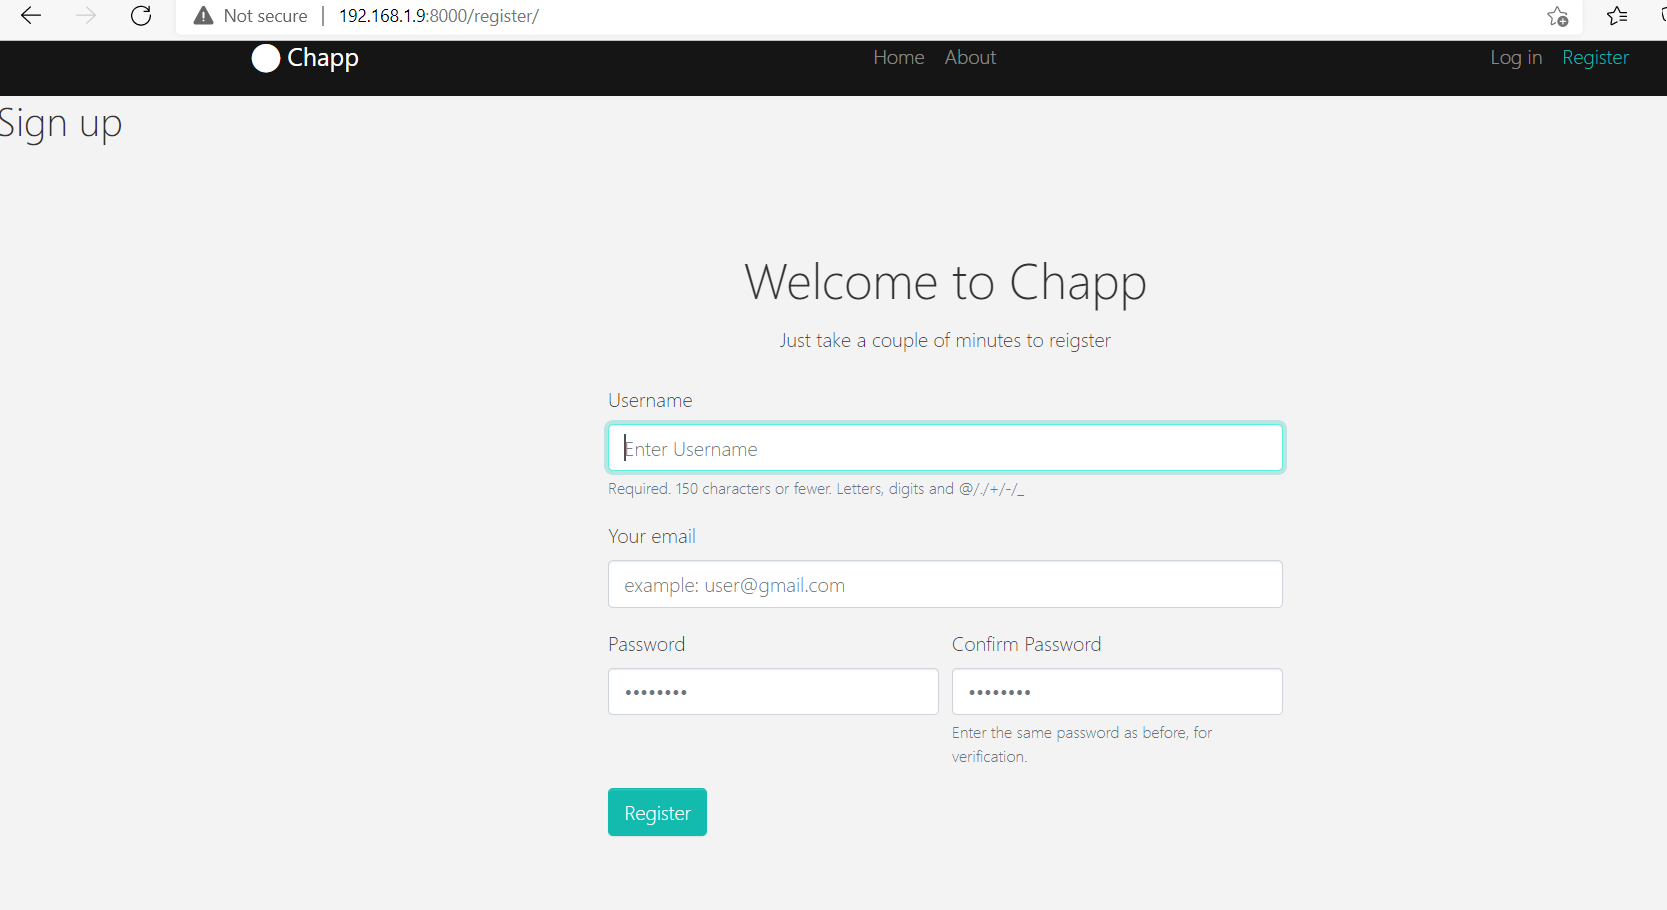 Not secure | 192.168.1.9:8000/register/
Chapp Home About Log in Register
Sign up
Welcome to Chapp
Just take a couple of minutes to reigster
Username
Enter Username
Required. 150 characters or fewer. Letters, digits and @/./+/-/_
Your email
example: user@gmail.com
Password Confirm Password
•••••••• ••••••••
Enter the same password as before, for
verification.
Register